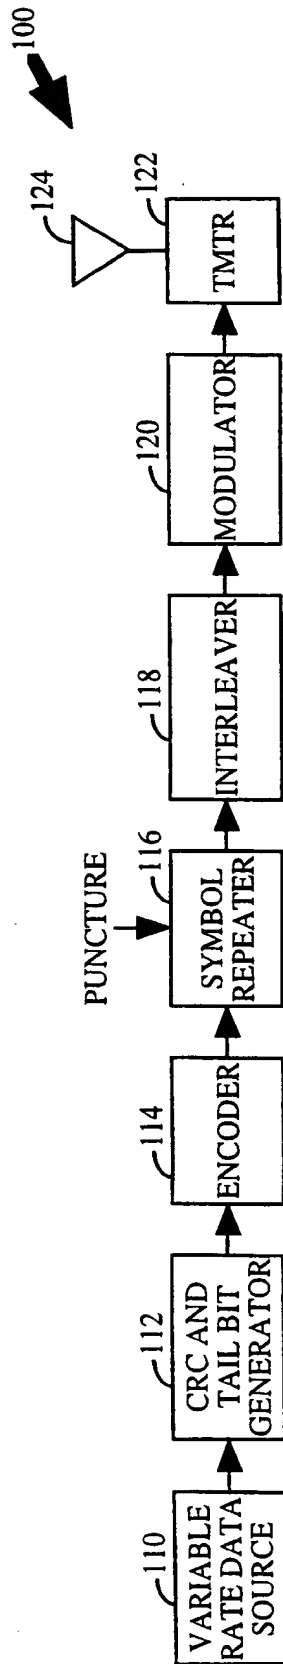 100
110
VARIABLE
RATE DATA
SOURCE
112
CRC AND
TAIL BIT
GENERATOR
114
ENCODER
PUNCTURE
116
SYMBOL
REPEATER
118
INTERLEAVER
120
MODULATOR
124
122
TMTR